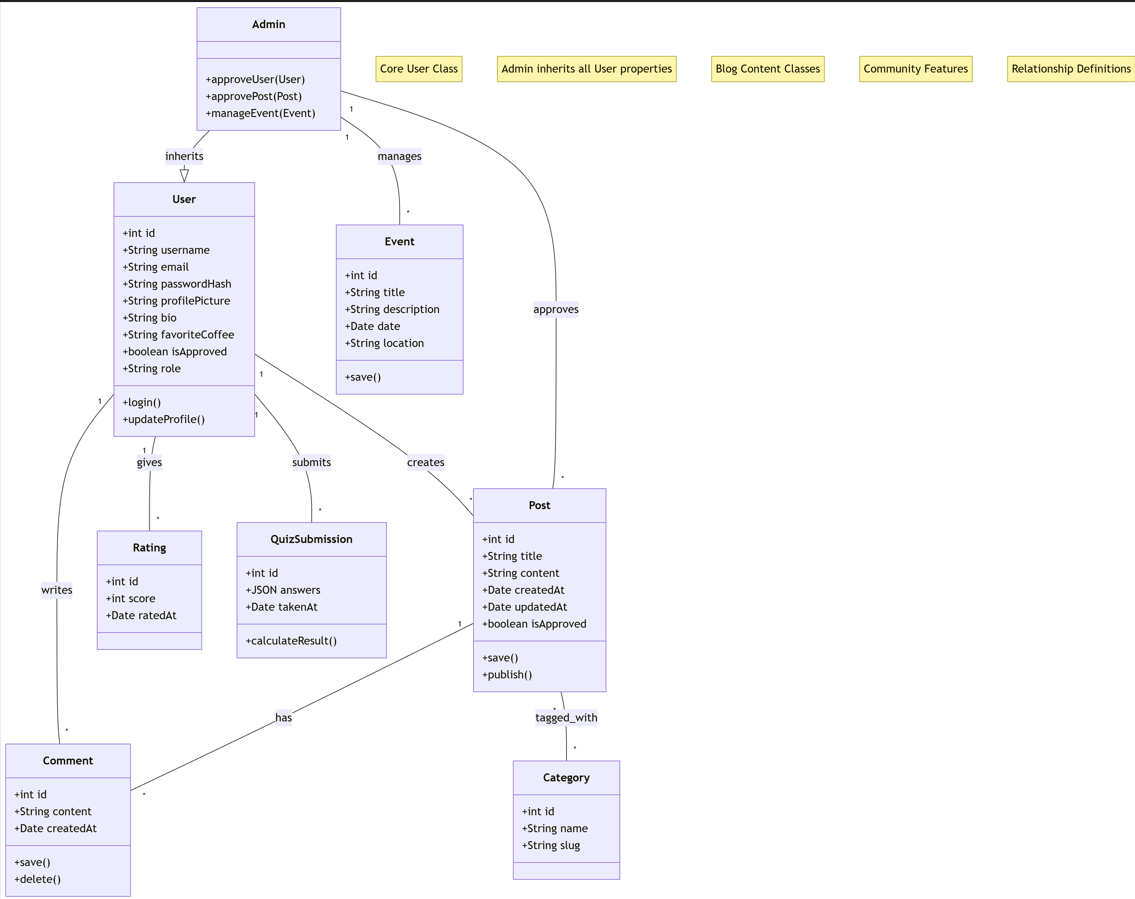 Admin
+approveUser(User)
+approvePost(Post)
+manageEvent(Event)
Core User Class
Admin inherits all User properties
Blog Content Classes
Community Features
Relationship Definitions
1
1
inherits
manages
*
User
+int id
+String username
+String email
+String passwordHash
+String profilePicture
+String bio
+String favoriteCoffee
+boolean isApproved
+String role
+login()
+updateProfile()
Event
+int id
+String title
+String description
+Date date
+String location
+save()
approves
1
1
1
1
gives
submits
creates
*
*
*
*
Rating
+int id
+int score
+Date ratedAt
QuizSubmission
+int id
+JSON answers
+Date takenAt
+calculateResult()
Post
+int id
+String title
+String content
+Date createdAt
+Date updatedAt
+boolean isApproved
+save()
+publish()
writes
1
has
*
tagged_with
*
*
*
Comment
+int id
+String content
+Date createdAt
+save()
+delete()
Category
+int id
+String name
+String slug